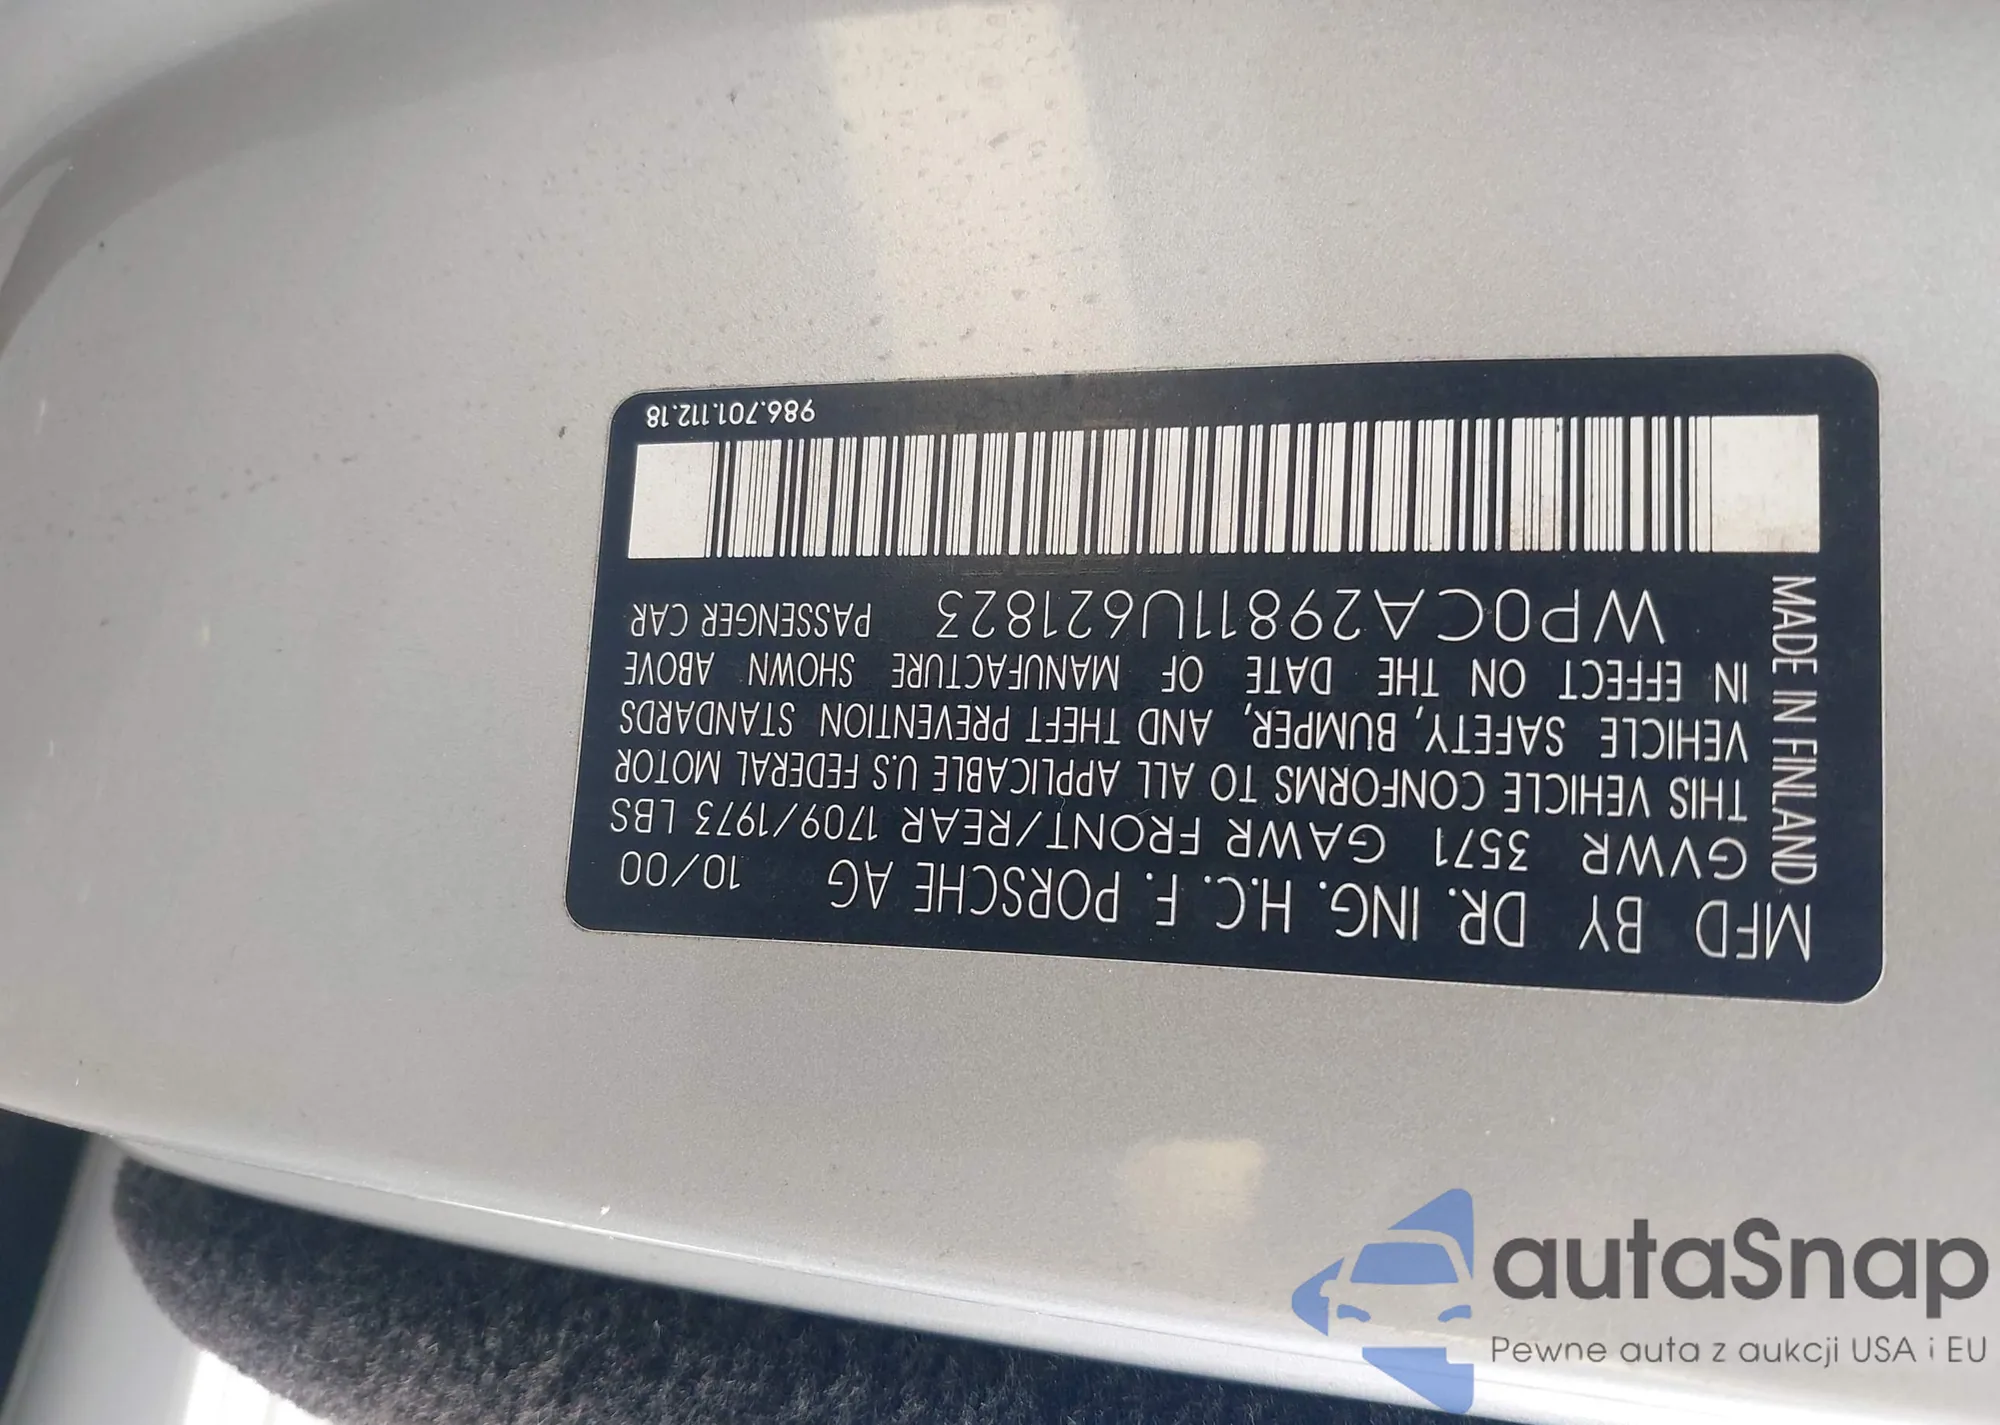 MFD BY DR. ING. H.C. F. PORSCHE AG 10/00
GVWR 3571 GAWR FRONT/REAR 1709/1973 LBS
THIS VEHICLE CONFORMS TO ALL APPLICABLE U.S FEDERAL MOTOR
VEHICLE SAFETY, BUMPER, AND THEFT PREVENTION STANDARDS
IN EFFECT ON THE DATE OF MANUFACTURE SHOWN ABOVE
WP0CA29811U621823 PASSENGER CAR
MADE IN FINLAND
986.701.112.18
autaSnap
Pewne auta z aukcji USA i EU